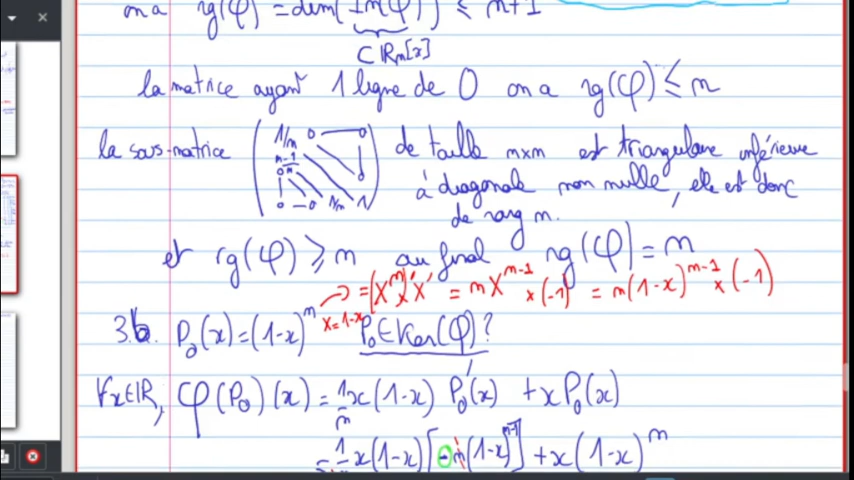 on a rg(φ) = dim(Im(φ)) ≤ n+1
⊂ ℝn[x]
la matrice ayant 1 ligne de 0 on a rg(φ) ≤ n
la sous-matrice de taille n×n est triangulaire inférieure
à diagonale non nulle, elle est donc
de rang n.
et rg(φ) ≥ n au final rg(φ) = n
X=1-x = (X^n)' × X' = n X^(n-1) × (-1) = n(1-x)^(n-1) × (-1)
3b. P₀(x) = (1-x)^n P₀ ∈ Ker(φ) ?
∀x∈ℝ, φ(P₀)(x) = 1/n x(1-x) P₀'(x) + x P₀(x)
= 1/n x(1-x) [-n(1-x)^(n-1)] + x(1-x)^n